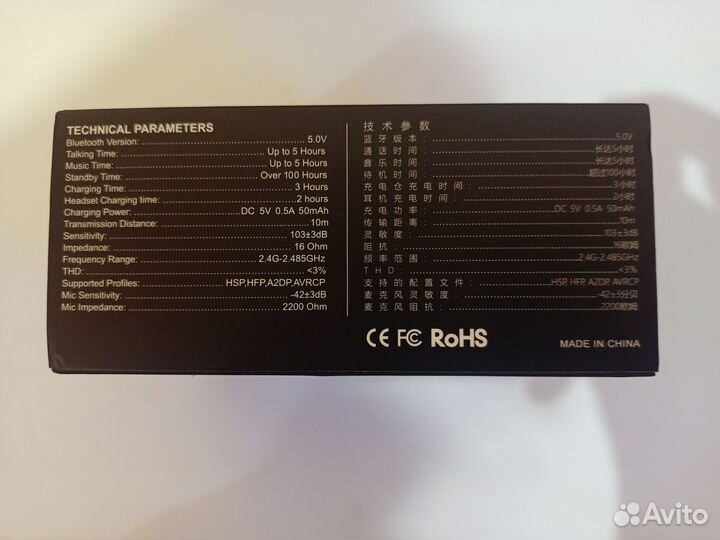 TECHNICAL PARAMETERS
Bluetooth Version: 5.0V
Talking Time: Up to 5 Hours
Music Time: Up to 5 Hours
Standby Time: Over 100 Hours
Charging Time: 3 Hours
Headset Charging time: 2 hours
Charging Power: DC 5V 0.5A 50mAh
Transmission Distance: 10m
Sensitivity: 103±3dB
Impedance: 16 Ohm
Frequency Range: 2.4G-2.485GHz
THD: <3%
Supported Profiles: HSP,HFP,A2DP,AVRCP
Mic Sensitivity: -42±3dB
Mic Impedance: 2200 Ohm
技术参数
蓝牙版本: 5.0V
通话时间: 长达5小时
音乐时间: 长达5小时
待机时间: 超过100小时
充电仓充电时间: 3小时
耳机充电时间: 2小时
充电功率: DC 5V 0.5A 50mAh
传输距离: 10m
灵敏度: 103±3dB
阻抗: 16欧姆
频率范围: 2.4G-2.485GHz
THD: <3%
支持的配置文件: HSP, HFP, A2DP, AVRCP
麦克风灵敏度: -42±3分贝
麦克风阻抗: 2200欧姆
CE FC RoHS
MADE IN CHINA
Avito